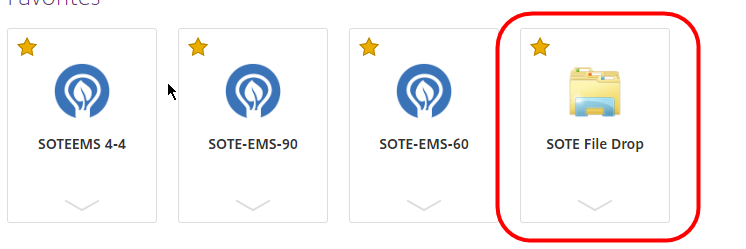 Favorites
SOTEEMS 4-4
SOTE-EMS-90
SOTE-EMS-60
SOTE File Drop